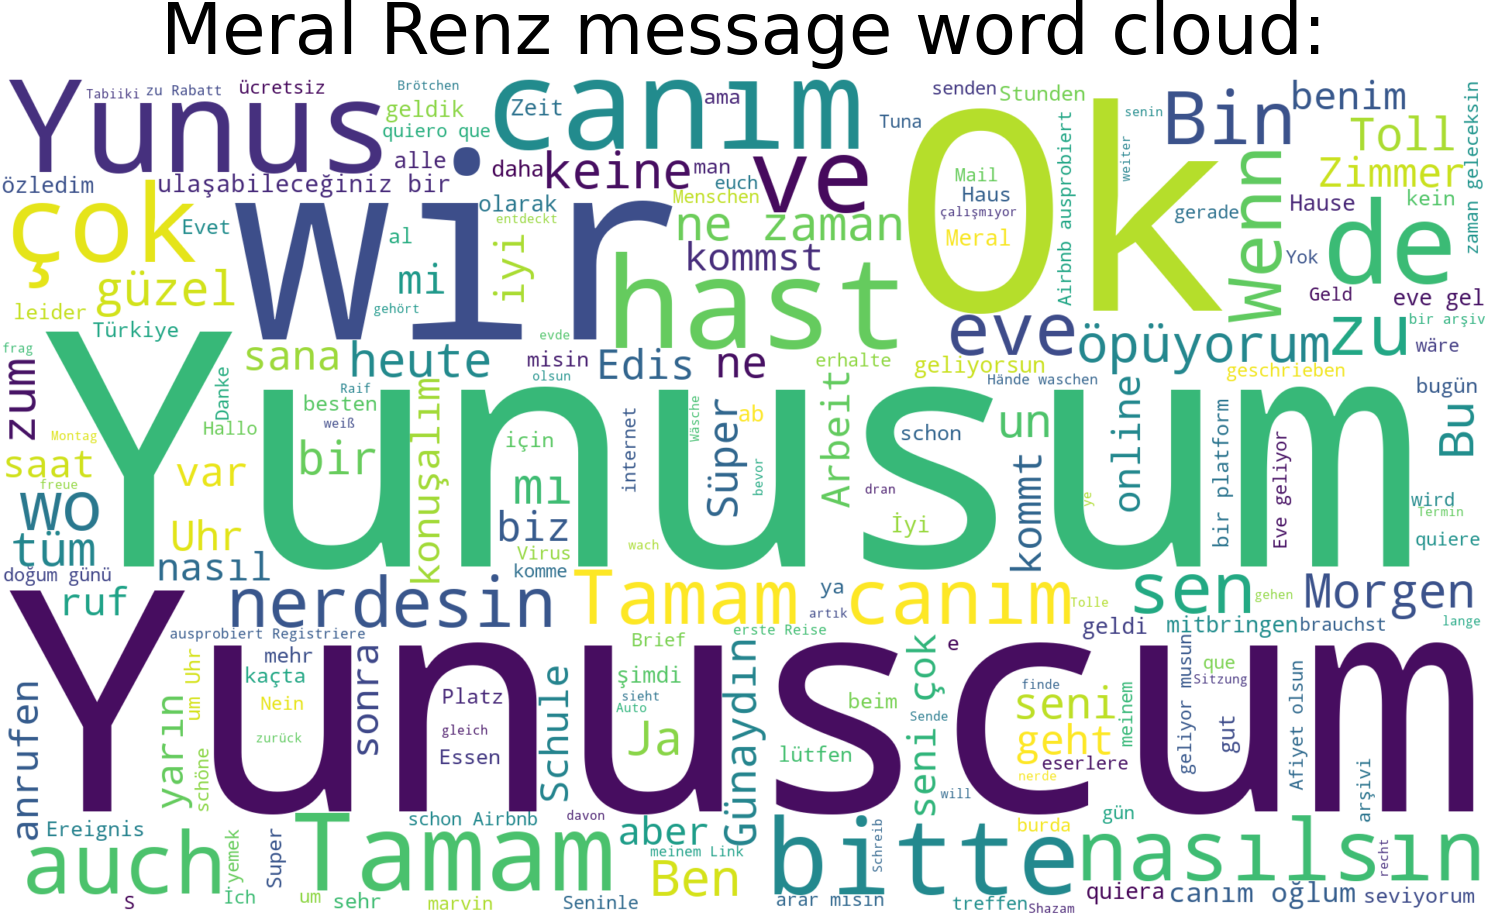 Meral Renz message word cloud:
Yunus
Tabiiki
zu Rabatt
ücretsiz
Brötchen
geldik
quiero que
canım
Zeit
ama
Tuna
senden
Stunden
Ok
Airbnb ausprobiert
senin
weiter
Bin
benim
Toll
Zimmer
zaman geleceksin
özledim
ulaşabileceğiniz bir
alle
daha
keine
man
ve
euch
Menschen
Mail
Haus
çalışmıyor
Meral
gerade
Wenn
Hause
kein
de
çok
Evet
wir
al
olarak
entdeckt
iyi
ne zaman
kommst
hast
Yok
Geld
eve gel
leider
güzel
mi
gehört
Türkiye
evde
eve
öpüyorum
zu
bir arşiv
wäre
frag
zum
sana
heute
misin
olsun
Edis
ne
erhalte
geliyorsun
Hände waschen
geschrieben
bugün
Yunusum
Danke
Raif
besten
weiß
konuşalım
Hallo
Montag
saat
freue
var
bir
için
internet
Wäsche
Süper
ab
bevor
Arbeit
schon
dran
un
online
kommt
ye
bir platform
Eve geliyor
Bu
wird
Termin
quiere
wo
tüm
Uhr
mı
biz
Virus
komme
wach
İyi
doğum günü
nasıl
ruf
nerdesin
Tamam
ya
artık
canım
Tolle
sen
gehen
Morgen
ausprobiert Registriere
Brief
erste Reise
geldi
mitbringen
brauchst
lange
Yunuscum
anrufen
yarın
um Uhr
schöne
mehr
kaçta
Nein
zurück
sonra
Platz
gleich
Essen
Schule
şimdi
sieht
Auto
Ja
Günaydın
lütfen
beim
seni çok
Sende
e
finde
seni
geht
eserlere
nerde
will
meinem
geliyor musun
que
Sitzung
gut
Afiyet olsun
arşivi
Ereignis
auch
yemek
İch
S
Super
Tamam
um
sehr
schon Airbnb
marvin
davon
aber
meinem Link
Ben
Seninle
bitte
arar mısın
Schreib
burda
gün
treffen
Shazam
nasılsın
quiera
canım oğlum
recht
seviyorum